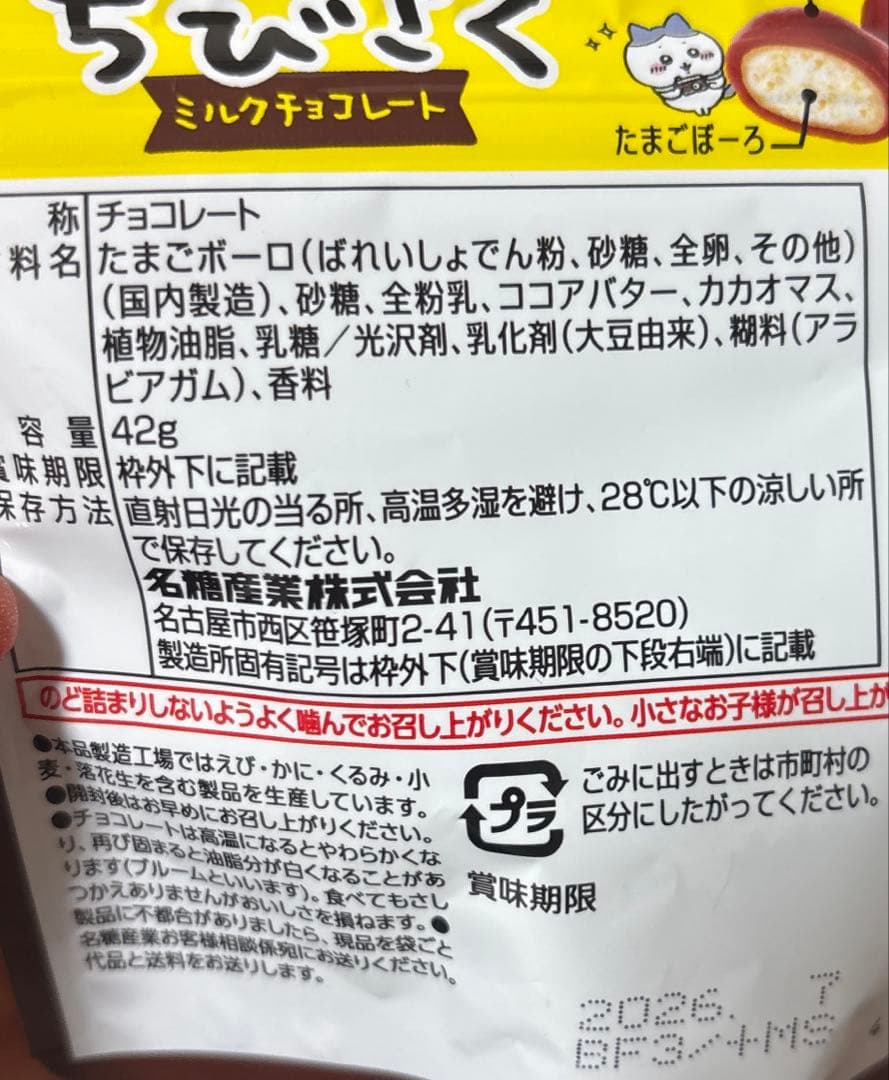 ちびさく
ミルクチョコレート
たまごぼーろ
称 チョコレート
料名 たまごボーロ(ばれいしょでん粉、砂糖、全卵、その他)
(国内製造)、砂糖、全粉乳、ココアバター、カカオマス、
植物油脂、乳糖/光沢剤、乳化剤(大豆由来)、糊料(アラ
ビアガム)、香料
容量 42g
賞味期限 枠外下に記載
保存方法 直射日光の当る所、高温多湿を避け、28℃以下の涼しい所
で保存してください。
名糖産業株式会社
名古屋市西区笹塚町2-41(〒451-8520)
製造所固有記号は枠外下(賞味期限の下段右端)に記載
のど詰まりしないようよく噛んでお召し上がりください。小さなお子様が召し上が
●本品製造工場ではえび・かに・くるみ・小
麦・落花生を含む製品を生産しています。
●開封後はお早めにお召し上がりください。
●チョコレートは高温になるとやわらかくな
り、再び固まると油脂分が白くなることがあ
ります(ブルームといいます)。食べてもさし
つかえありませんがおいしさを損ねます。●
製品に不都合がありましたら、現品を袋ごと
名糖産業お客様相談係宛にお送りください。
代品と送料をお送りします。
プラ
ごみに出すときは市町村の
区分にしたがってください。
賞味期限
2026. 7
BF3/+MS